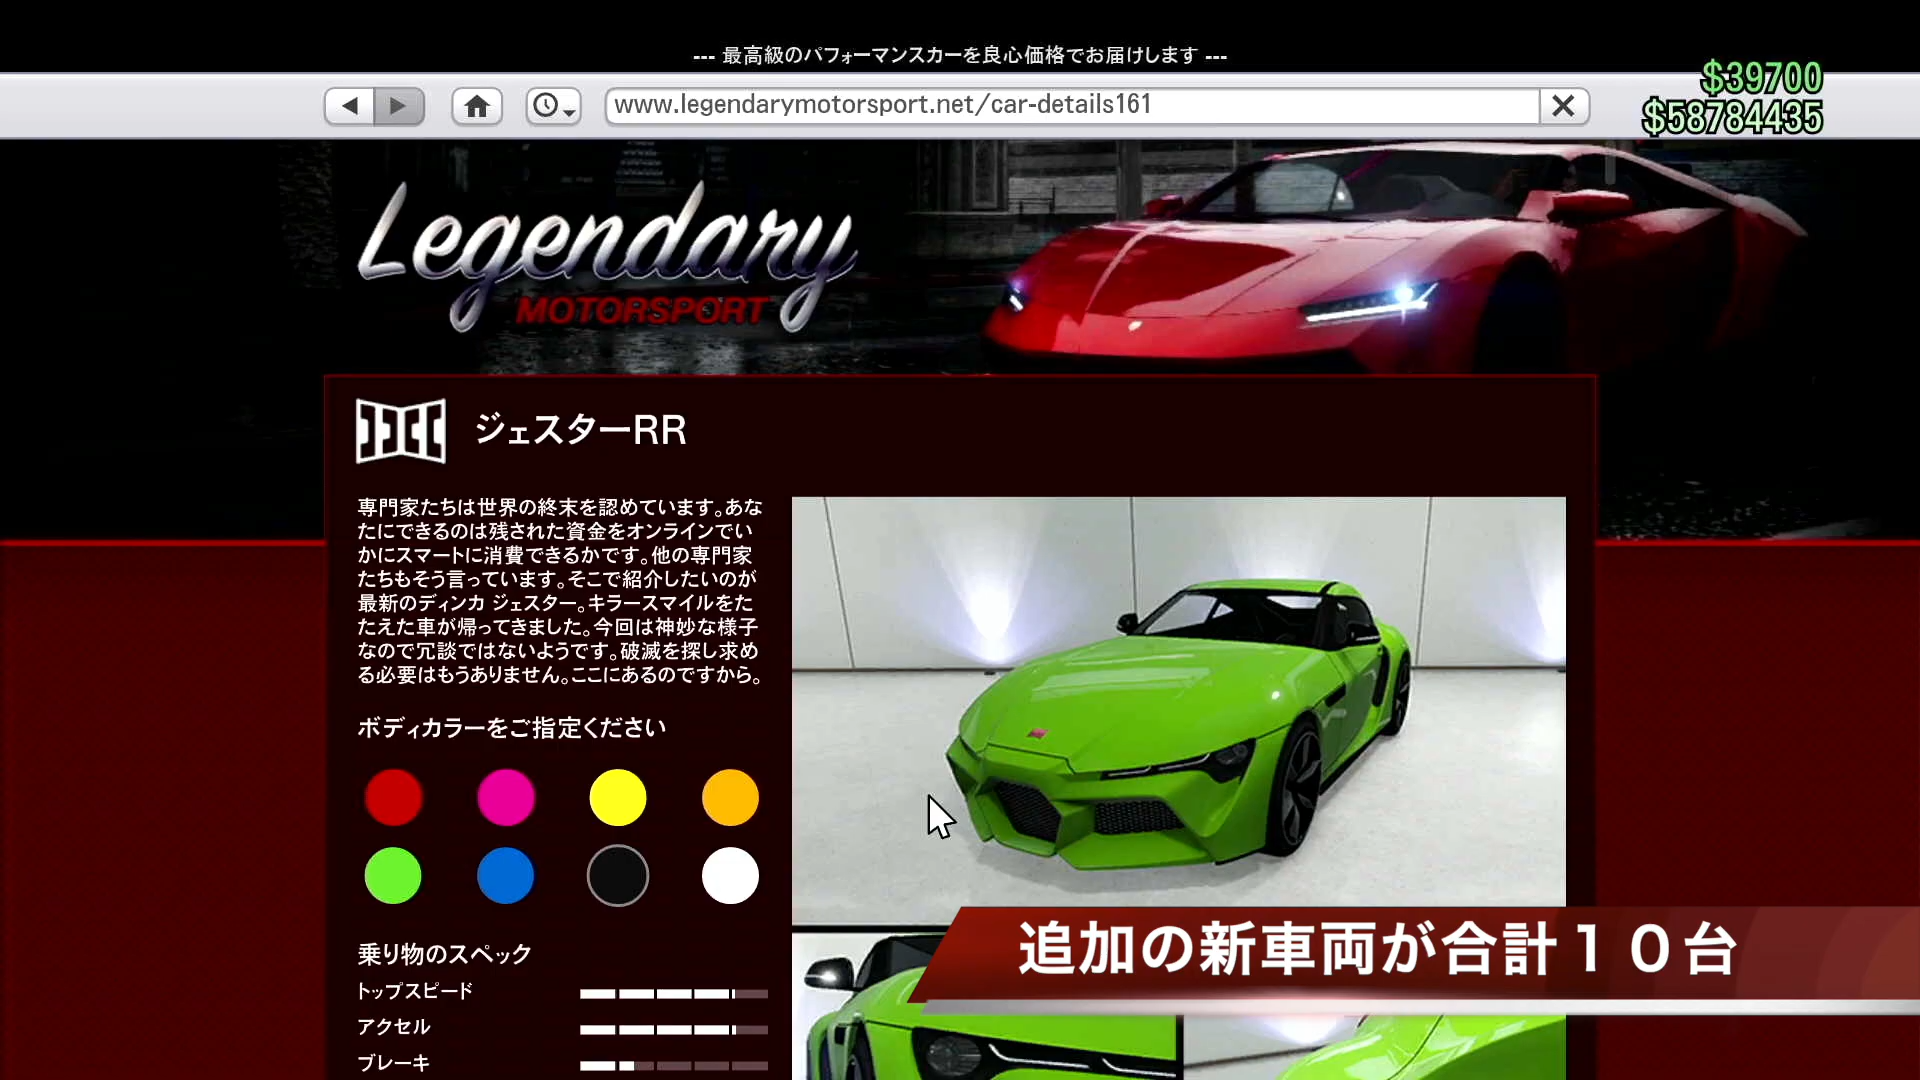 --- 最高級のパフォーマンスカーを良心価格でお届けします ---
$39700
www.legendarymotorsport.net/car-details161
$58784435
Legendary
MOTORSPORT
ジェスターRR
専門家たちは世界の終末を認めています。あな
たにできるのは残された資金をオンラインでい
かにスマートに消費できるかです。他の専門家
たちもそう言っています。そこで紹介したいのが
最新のディンカ ジェスター。キラースマイルをた
たえた車が帰ってきました。今回は神妙な様子
なので冗談ではないようです。破滅を探し求め
る必要はもうありません。ここにあるのですから。
ボディカラーをご指定ください
乗り物のスペック
トップスピード
アクセル
ブレーキ
追加の新車両が合計１０台